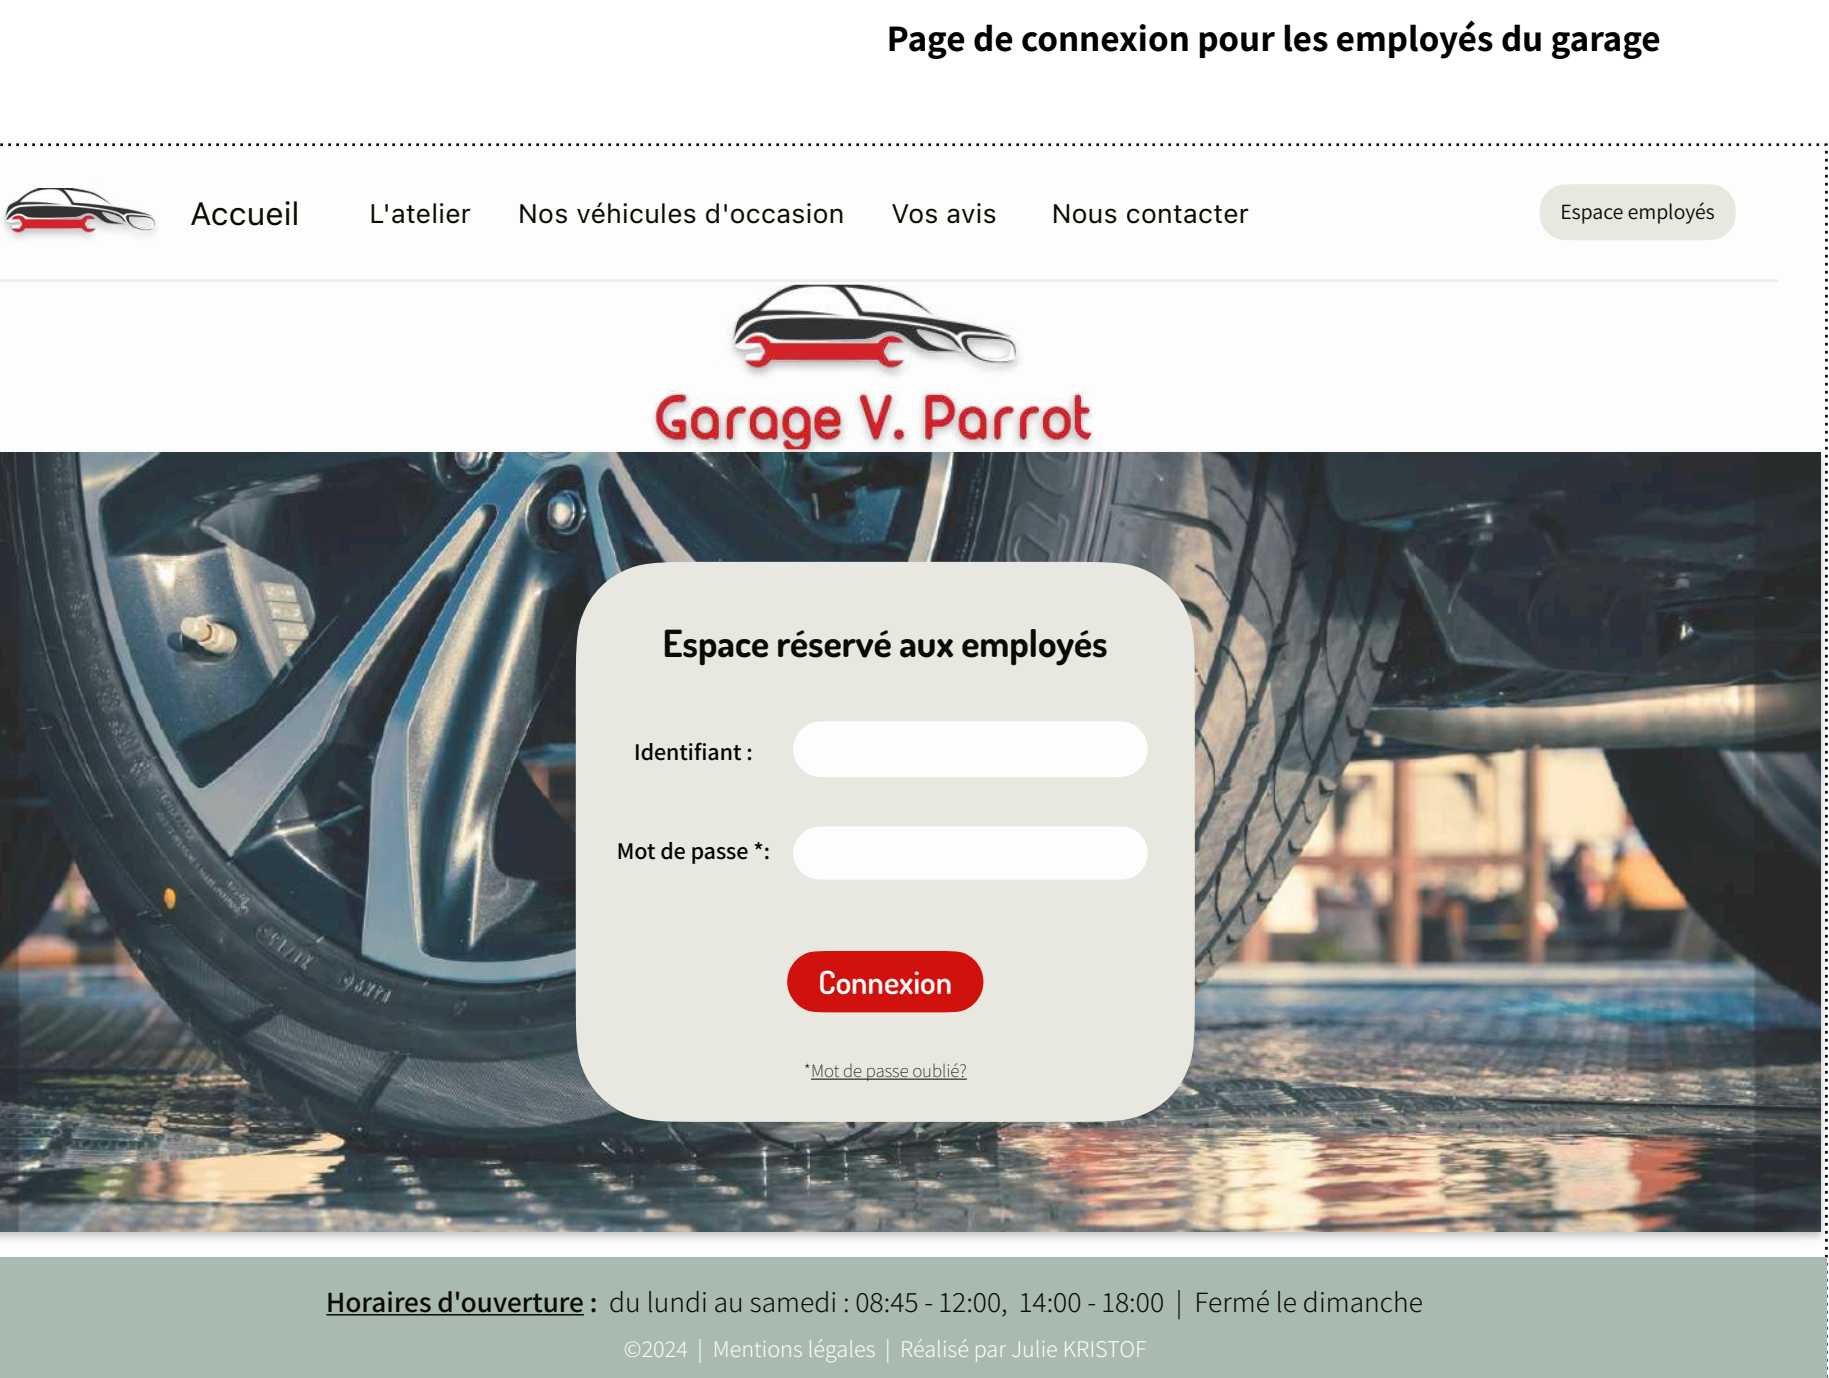 Page de connexion pour les employés du garage
Accueil L'atelier Nos véhicules d'occasion Vos avis Nous contacter Espace employés
Garage V. Parrot
Espace réservé aux employés
Identifiant :
Mot de passe *:
Connexion
*Mot de passe oublié?
Horaires d'ouverture : du lundi au samedi : 08:45 - 12:00, 14:00 - 18:00 | Fermé le dimanche
©2024 | Mentions légales | Réalisé par Julie KRISTOF